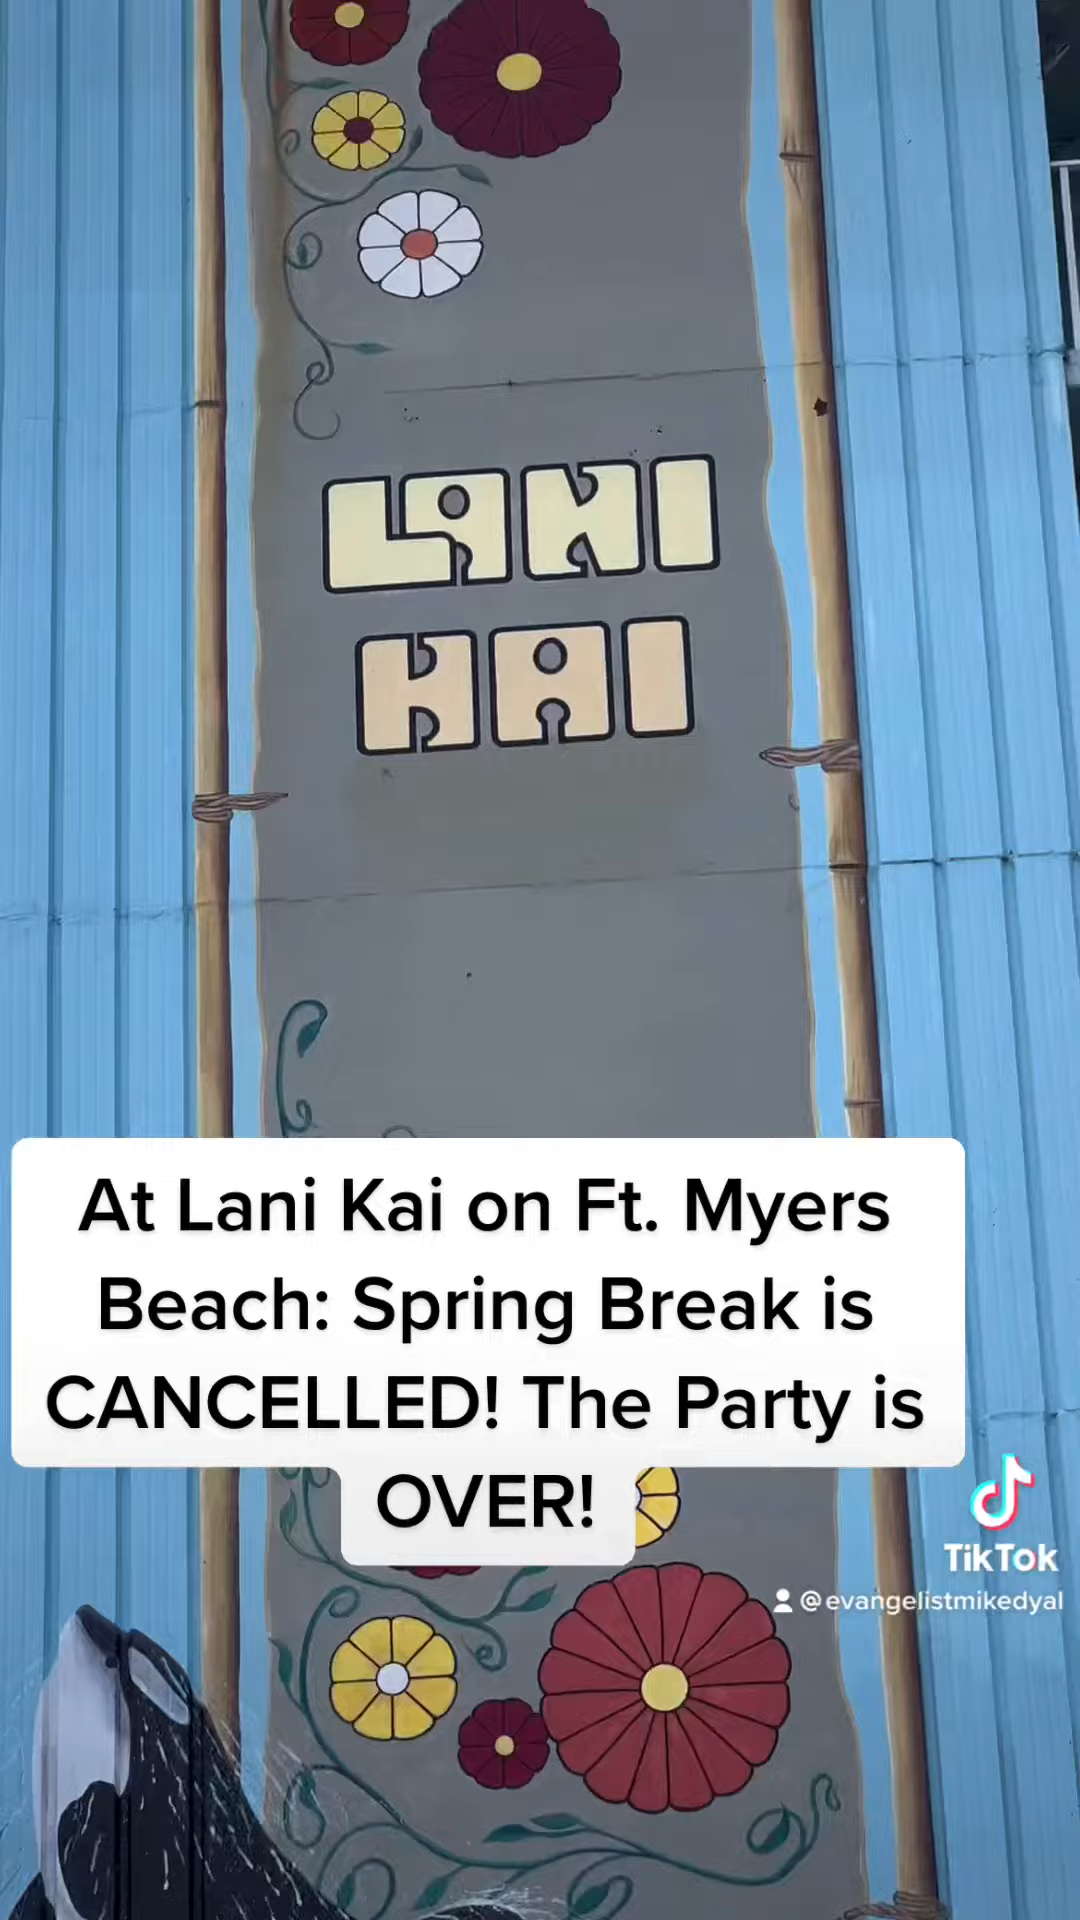 LANI
KAI
At Lani Kai on Ft. Myers
Beach: Spring Break is
CANCELLED! The Party is
OVER!
TikTok
@evangelistmikedyal